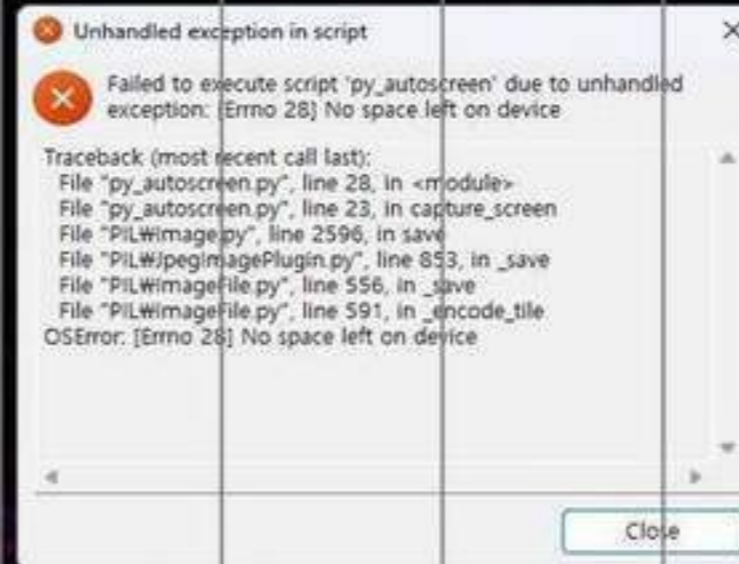 Unhandled exception in script
Failed to execute script 'py_autoscreen' due to unhandled
exception: [Errno 28] No space left on device
Traceback (most recent call last):
File "py_autoscreen.py", line 28, in <module>
File "py_autoscreen.py", line 23, in capture_screen
File "PIL₩Image.py", line 2596, in save
File "PIL₩JpegImagePlugin.py", line 853, in _save
File "PIL₩ImageFile.py", line 556, in _save
File "PIL₩ImageFile.py", line 591, in _encode_tile
OSError: [Errno 28] No space left on device
Close